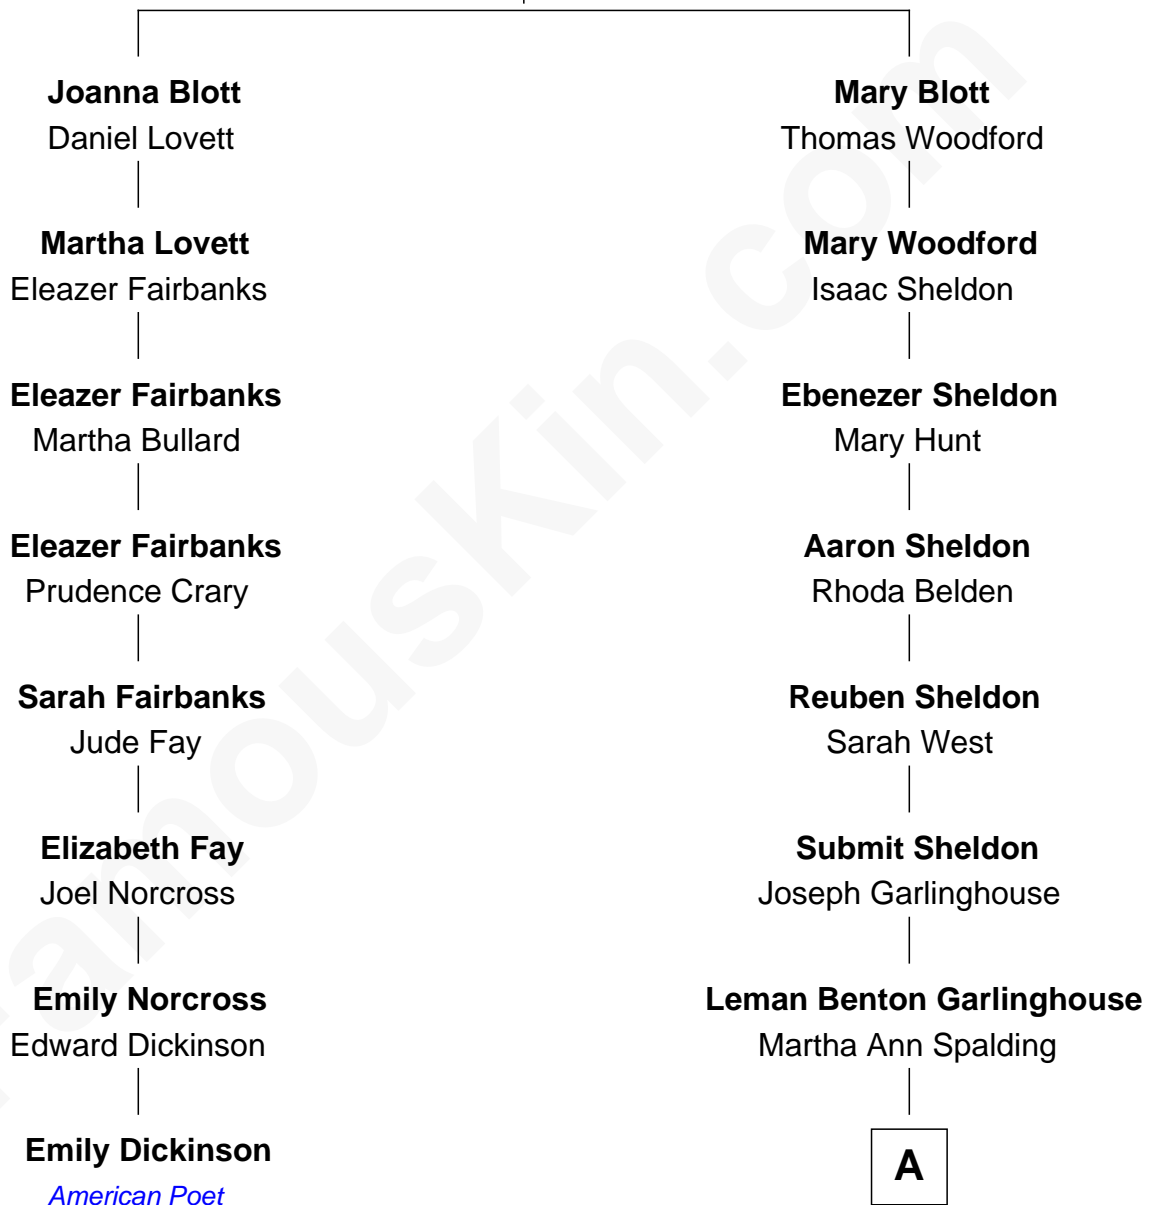 Joanna Blott
Daniel Lovett
Martha Lovett
Eleazer Fairbanks
Eleazer Fairbanks
Martha Bullard
Eleazer Fairbanks
Prudence Crary
Sarah Fairbanks
Jude Fay
Elizabeth Fay
Joel Norcross
Emily Norcross
Edward Dickinson
Emily Dickinson
American Poet
Mary Blott
Thomas Woodford
Mary Woodford
Isaac Sheldon
Ebenezer Sheldon
Mary Hunt
Aaron Sheldon
Rhoda Belden
Reuben Sheldon
Sarah West
Submit Sheldon
Joseph Garlinghouse
Leman Benton Garlinghouse
Martha Ann Spalding
A
FamousKin.com